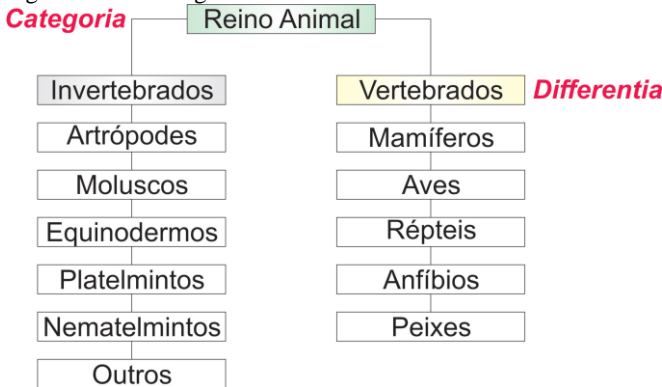 Categoria
Reino Animal
Invertebrados
Vertebrados
Differentia
Artrópodes
Mamíferos
Moluscos
Aves
Equinodermos
Répteis
Platelmintos
Anfíbios
Nematelmintos
Peixes
Outros